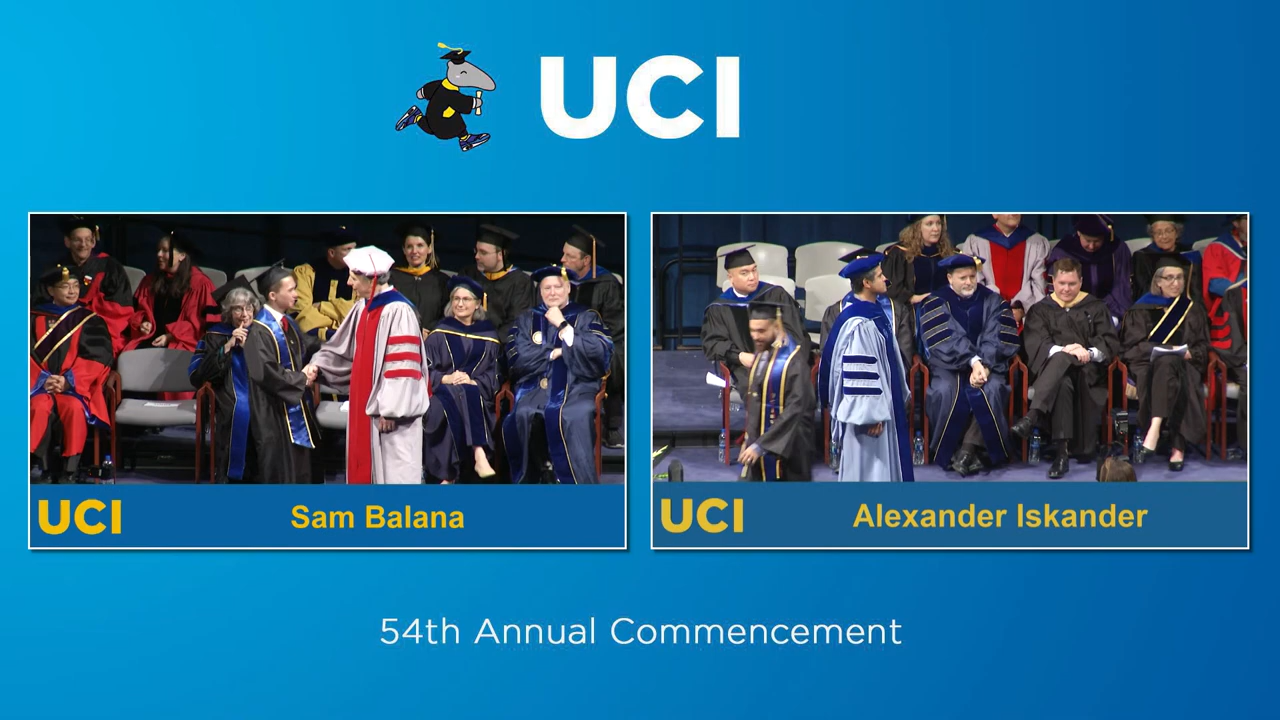 UCI
UCI
Sam Balana
UCI
Alexander Iskander
54th Annual Commencement